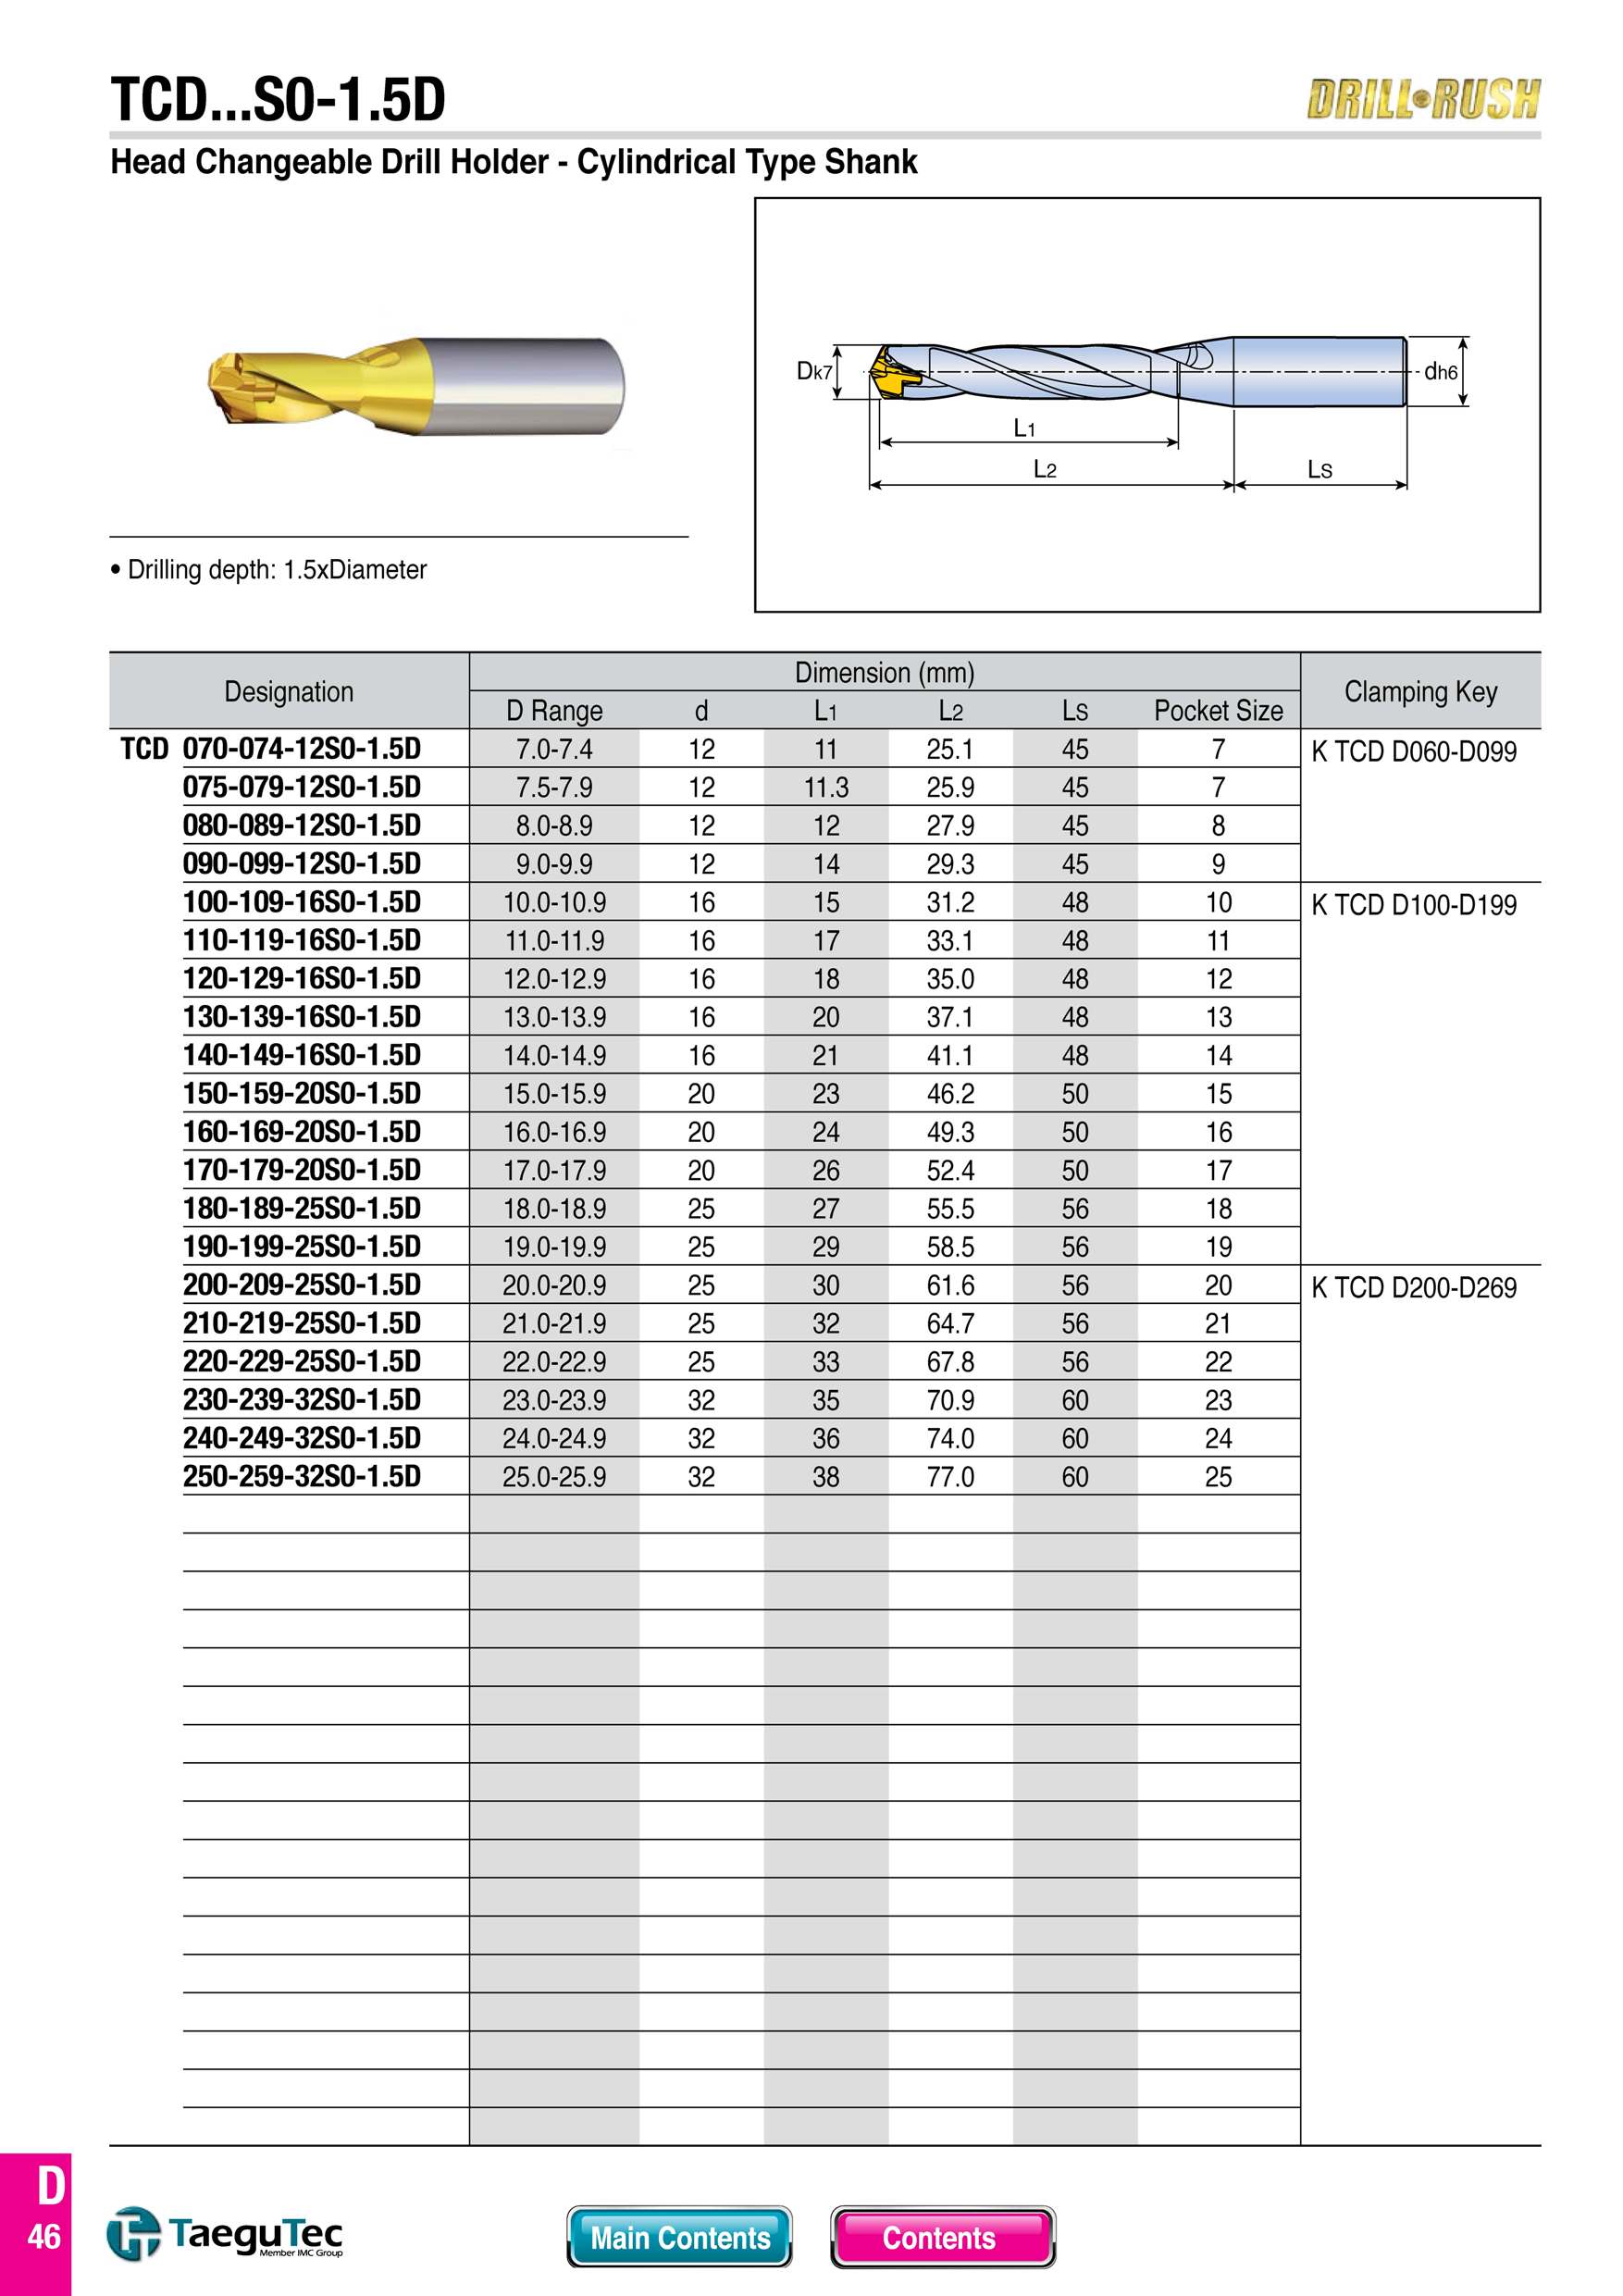 TCD...S0-1.5D
DRILL•RUSH
Head Changeable Drill Holder - Cylindrical Type Shank
Dk7
dh6
L1
L2
LS
• Drilling depth: 1.5xDiameter
Designation
Dimension (mm)
Clamping Key
D Range d L1 L2 LS Pocket Size
TCD 070-074-12S0-1.5D 7.0-7.4 12 11 25.1 45 7 K TCD D060-D099
075-079-12S0-1.5D 7.5-7.9 12 11.3 25.9 45 7
080-089-12S0-1.5D 8.0-8.9 12 12 27.9 45 8
090-099-12S0-1.5D 9.0-9.9 12 14 29.3 45 9
100-109-16S0-1.5D 10.0-10.9 16 15 31.2 48 10 K TCD D100-D199
110-119-16S0-1.5D 11.0-11.9 16 17 33.1 48 11
120-129-16S0-1.5D 12.0-12.9 16 18 35.0 48 12
130-139-16S0-1.5D 13.0-13.9 16 20 37.1 48 13
140-149-16S0-1.5D 14.0-14.9 16 21 41.1 48 14
150-159-20S0-1.5D 15.0-15.9 20 23 46.2 50 15
160-169-20S0-1.5D 16.0-16.9 20 24 49.3 50 16
170-179-20S0-1.5D 17.0-17.9 20 26 52.4 50 17
180-189-25S0-1.5D 18.0-18.9 25 27 55.5 56 18
190-199-25S0-1.5D 19.0-19.9 25 29 58.5 56 19
200-209-25S0-1.5D 20.0-20.9 25 30 61.6 56 20 K TCD D200-D269
210-219-25S0-1.5D 21.0-21.9 25 32 64.7 56 21
220-229-25S0-1.5D 22.0-22.9 25 33 67.8 56 22
230-239-32S0-1.5D 23.0-23.9 32 35 70.9 60 23
240-249-32S0-1.5D 24.0-24.9 32 36 74.0 60 24
250-259-32S0-1.5D 25.0-25.9 32 38 77.0 60 25
D
46
TaeguTec
Member IMC Group
Main Contents
Contents